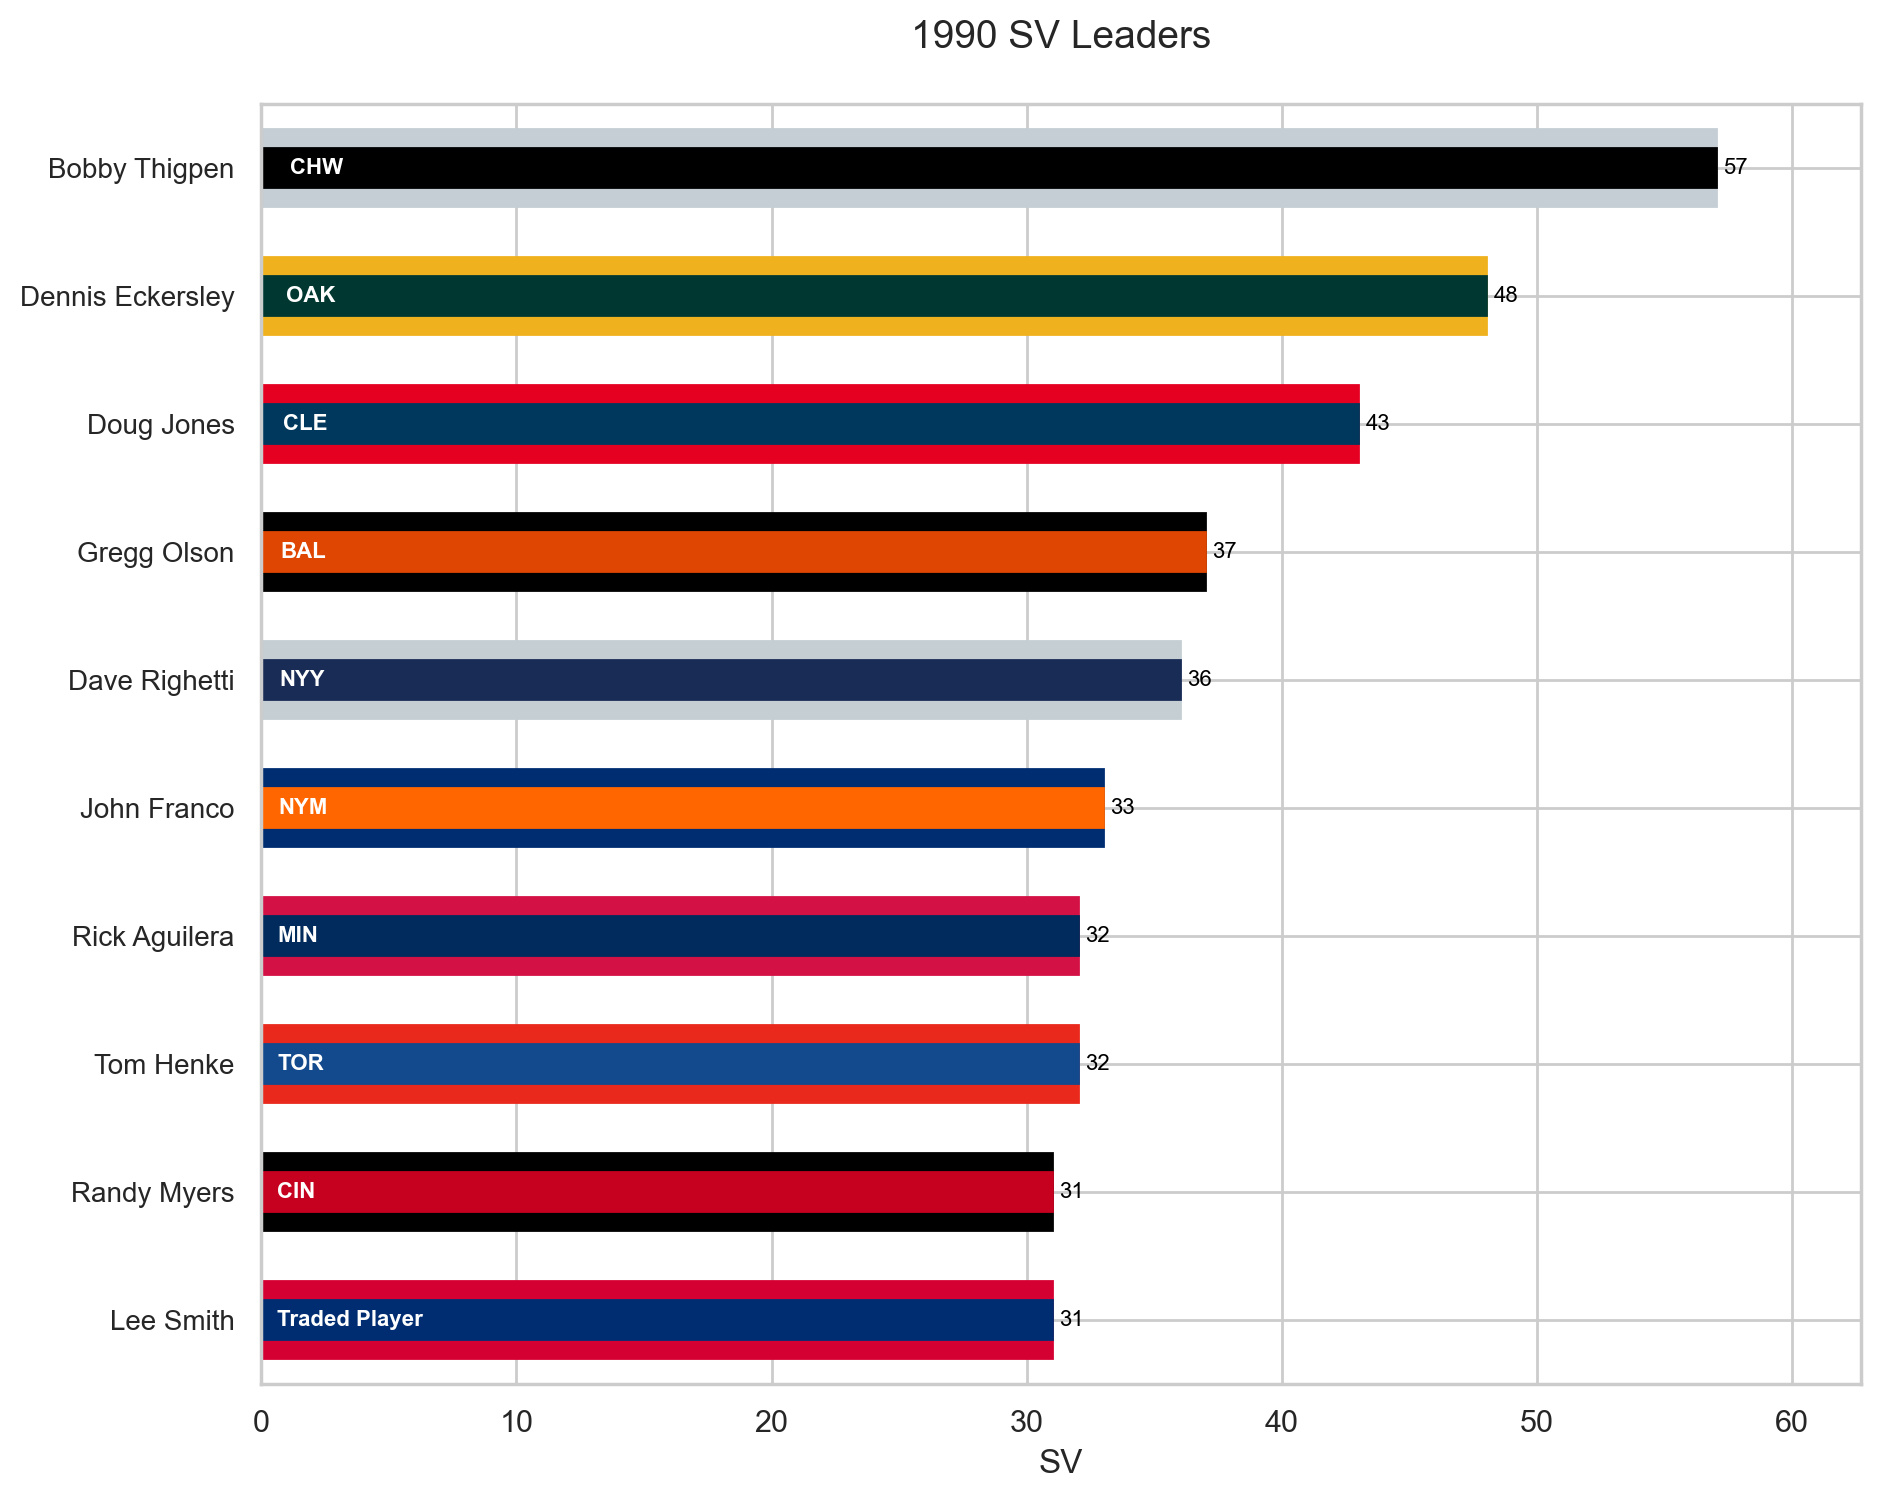 1990 SV Leaders
Bobby Thigpen CHW 57
Dennis Eckersley OAK 48
Doug Jones CLE 43
Gregg Olson BAL 37
Dave Righetti NYY 36
John Franco NYM 33
Rick Aguilera MIN 32
Tom Henke TOR 32
Randy Myers CIN 31
Lee Smith Traded Player 31
0 10 20 30 40 50 60
SV